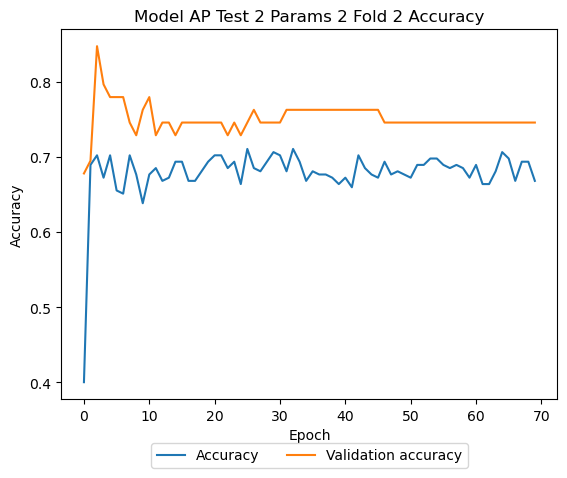 Model AP Test 2 Params 2 Fold 2 Accuracy
0.8
0.7
0.6
0.5
0.4
Accuracy
0 10 20 30 40 50 60 70
Epoch
Accuracy Validation accuracy